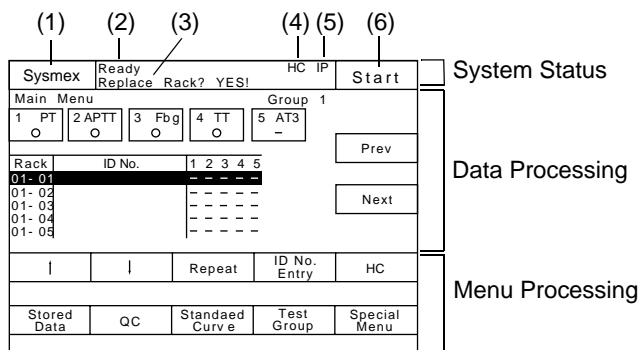 (1) (2) (3) (4) (5) (6)
Sysmex Ready HC IP Start System Status
Replace Rack? YES!
Main Menu Group 1
1 PT 2 APTT 3 Fbg 4 TT 5 AT3
O O O O –
Prev
Data Processing
Rack ID No. 1 2 3 4 5
01- 01 – – – – –
01- 02 – – – – –
Next
01- 03 – – – – –
01- 04 – – – – –
01- 05 – – – – –
↑ ↓ Repeat ID No. Entry HC
Menu Processing
Stored Data QC Standaed Curve Test Group Special Menu